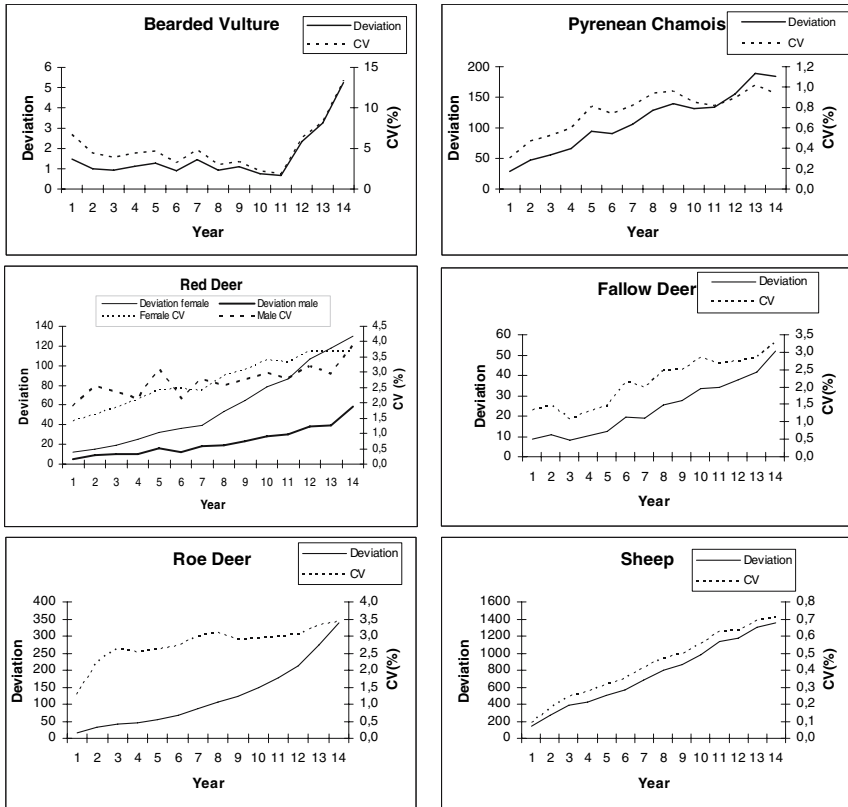 Bearded Vulture
Deviation
CV
6
5
4
3
2
1
0
Deviation
15
10
5
0
CV(%)
1 2 3 4 5 6 7 8 9 10 11 12 13 14
Year
Pyrenean Chamois
Deviation
CV
200
150
100
50
0
Deviation
1,2
1,0
0,8
0,6
0,4
0,2
0,0
CV(%)
1 2 3 4 5 6 7 8 9 10 11 12 13 14
Year
Red Deer
Deviation female Deviation male
Female CV Male CV
140
120
100
80
60
40
20
0
Deviation
4,5
4,0
3,5
3,0
2,5
2,0
1,5
1,0
0,5
0,0
CV (%)
1 2 3 4 5 6 7 8 9 10 11 12 13 14
Year
Fallow Deer
Deviation
CV
60
50
40
30
20
10
0
Deviation
3,5
3,0
2,5
2,0
1,5
1,0
0,5
0,0
CV(%)
1 2 3 4 5 6 7 8 9 10 11 12 13 14
Year
Roe Deer
Deviation
CV
400
350
300
250
200
150
100
50
0
Deviation
4,0
3,5
3,0
2,5
2,0
1,5
1,0
0,5
0,0
CV(%)
1 2 3 4 5 6 7 8 9 10 11 12 13 14
Year
Sheep
Deviation
CV
1600
1400
1200
1000
800
600
400
200
0
Deviation
0,8
0,7
0,6
0,5
0,4
0,3
0,2
0,1
0,0
CV(%)
1 2 3 4 5 6 7 8 9 10 11 12 13 14
Year